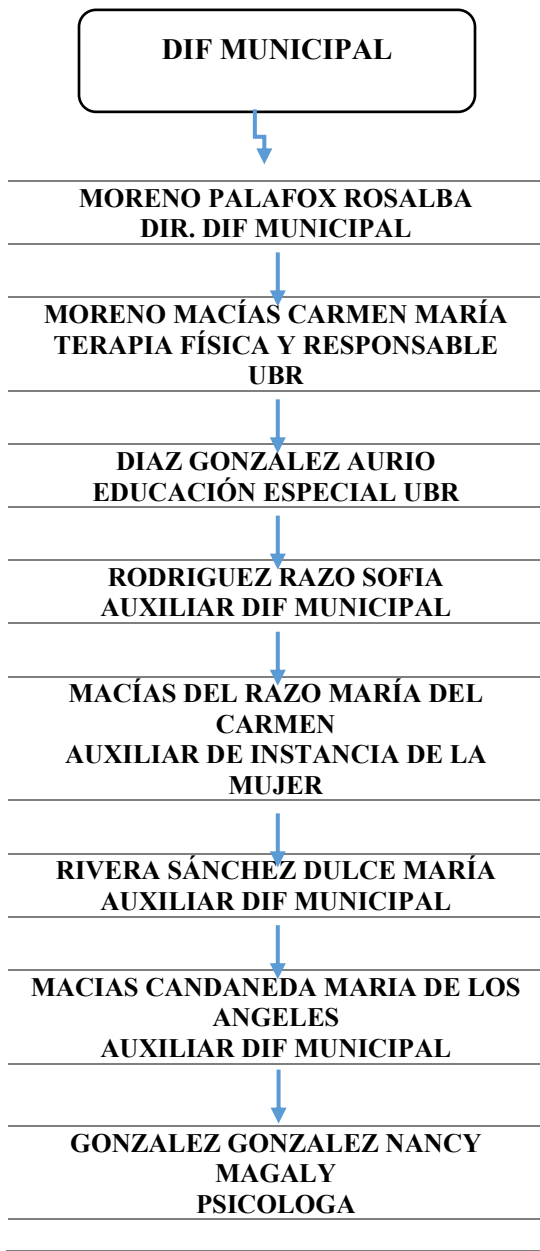 DIF MUNICIPAL
MORENO PALAFOX ROSALBA
DIR. DIF MUNICIPAL
MORENO MACÍAS CARMEN MARÍA
TERAPIA FÍSICA Y RESPONSABLE
UBR
DIAZ GONZÁLEZ AURIO
EDUCACIÓN ESPECIAL UBR
RODRIGUEZ RAZO SOFIA
AUXILIAR DIF MUNICIPAL
MACÍAS DEL RAZO MARÍA DEL
CARMEN
AUXILIAR DE INSTANCIA DE LA
MUJER
RIVERA SÁNCHEZ DULCE MARÍA
AUXILIAR DIF MUNICIPAL
MACIAS CANDANEDA MARIA DE LOS
ANGELES
AUXILIAR DIF MUNICIPAL
GONZALEZ GONZALEZ NANCY
MAGALY
PSICOLOGA